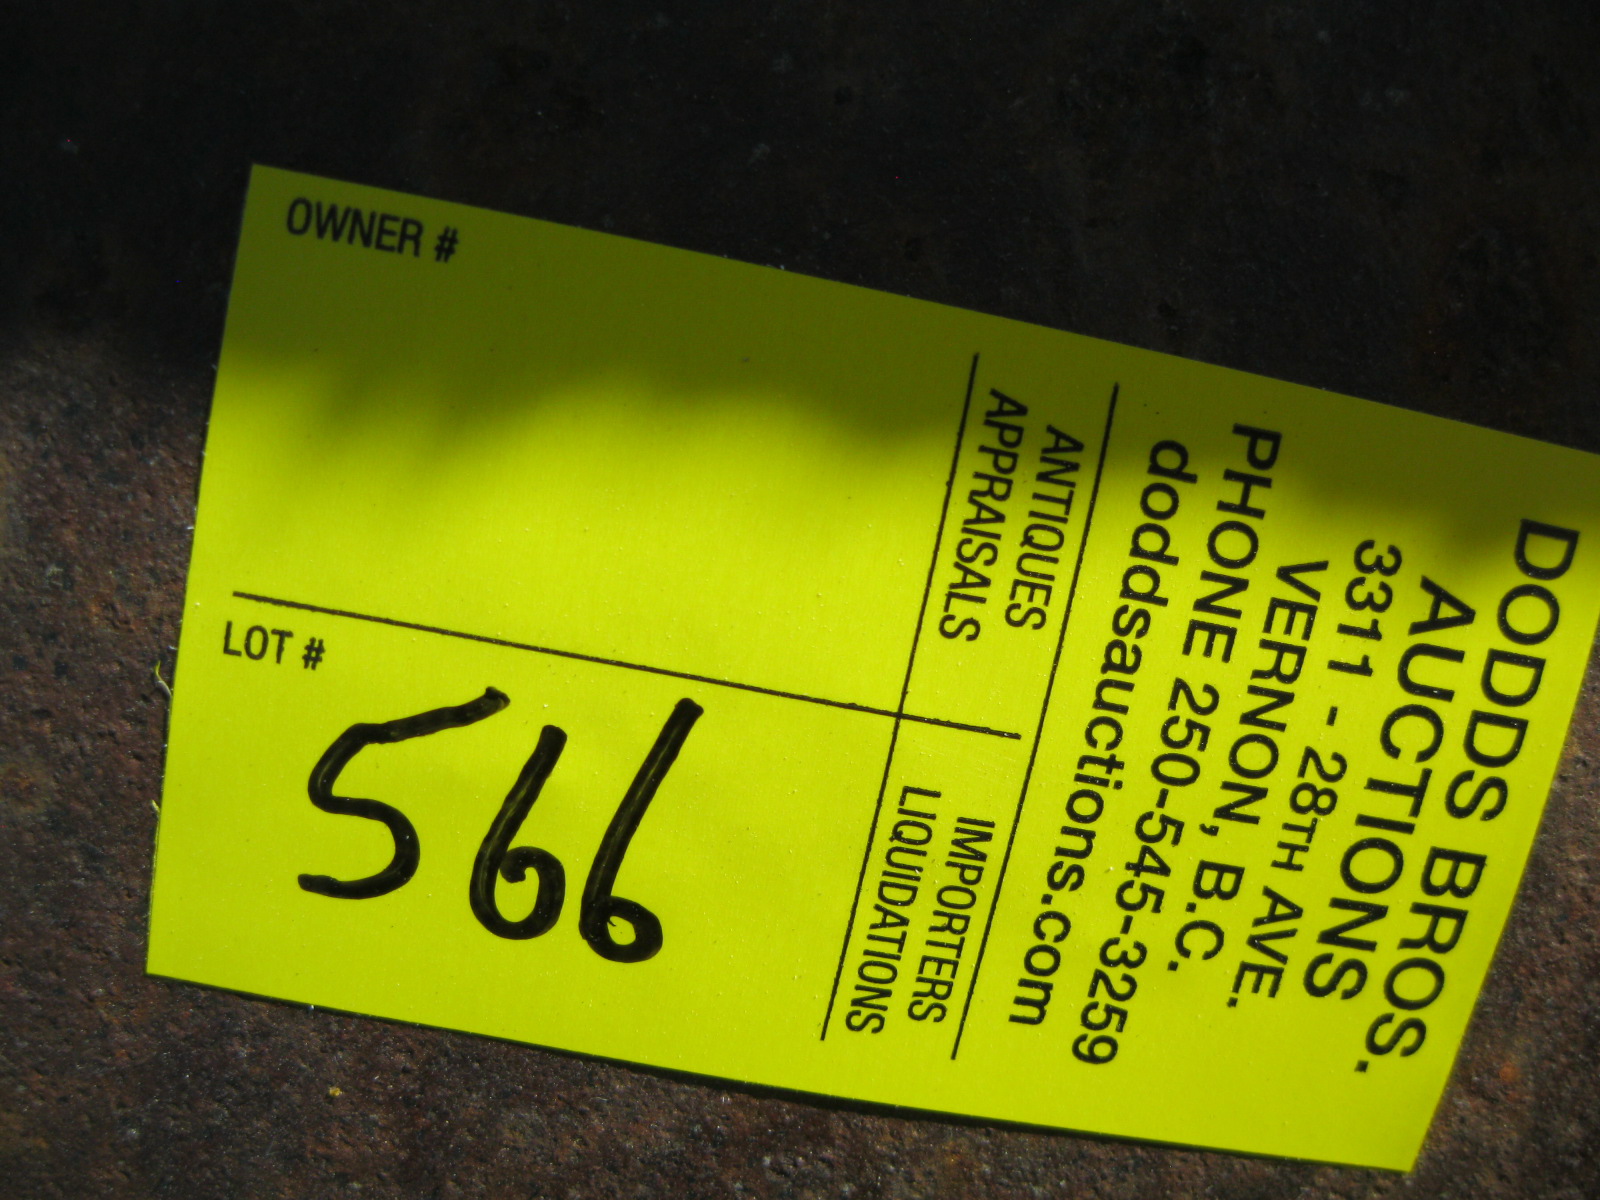 DODDS BROS.
AUCTIONS
3311 - 28TH AVE.
VERNON, B.C.
PHONE 250-545-3259
doddsauctions.com
ANTIQUES
APPRAISALS
IMPORTERS
LIQUIDATIONS
OWNER #
LOT #
566